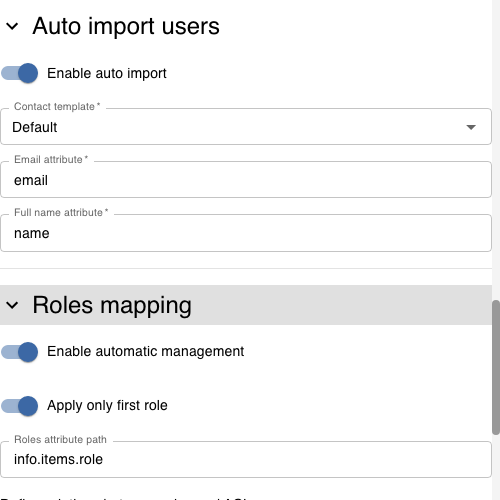 Auto import users
Enable auto import
Contact template *
Default
Email attribute *
email
Full name attribute *
name
Roles mapping
Enable automatic management
Apply only first role
Roles attribute path
info.items.role